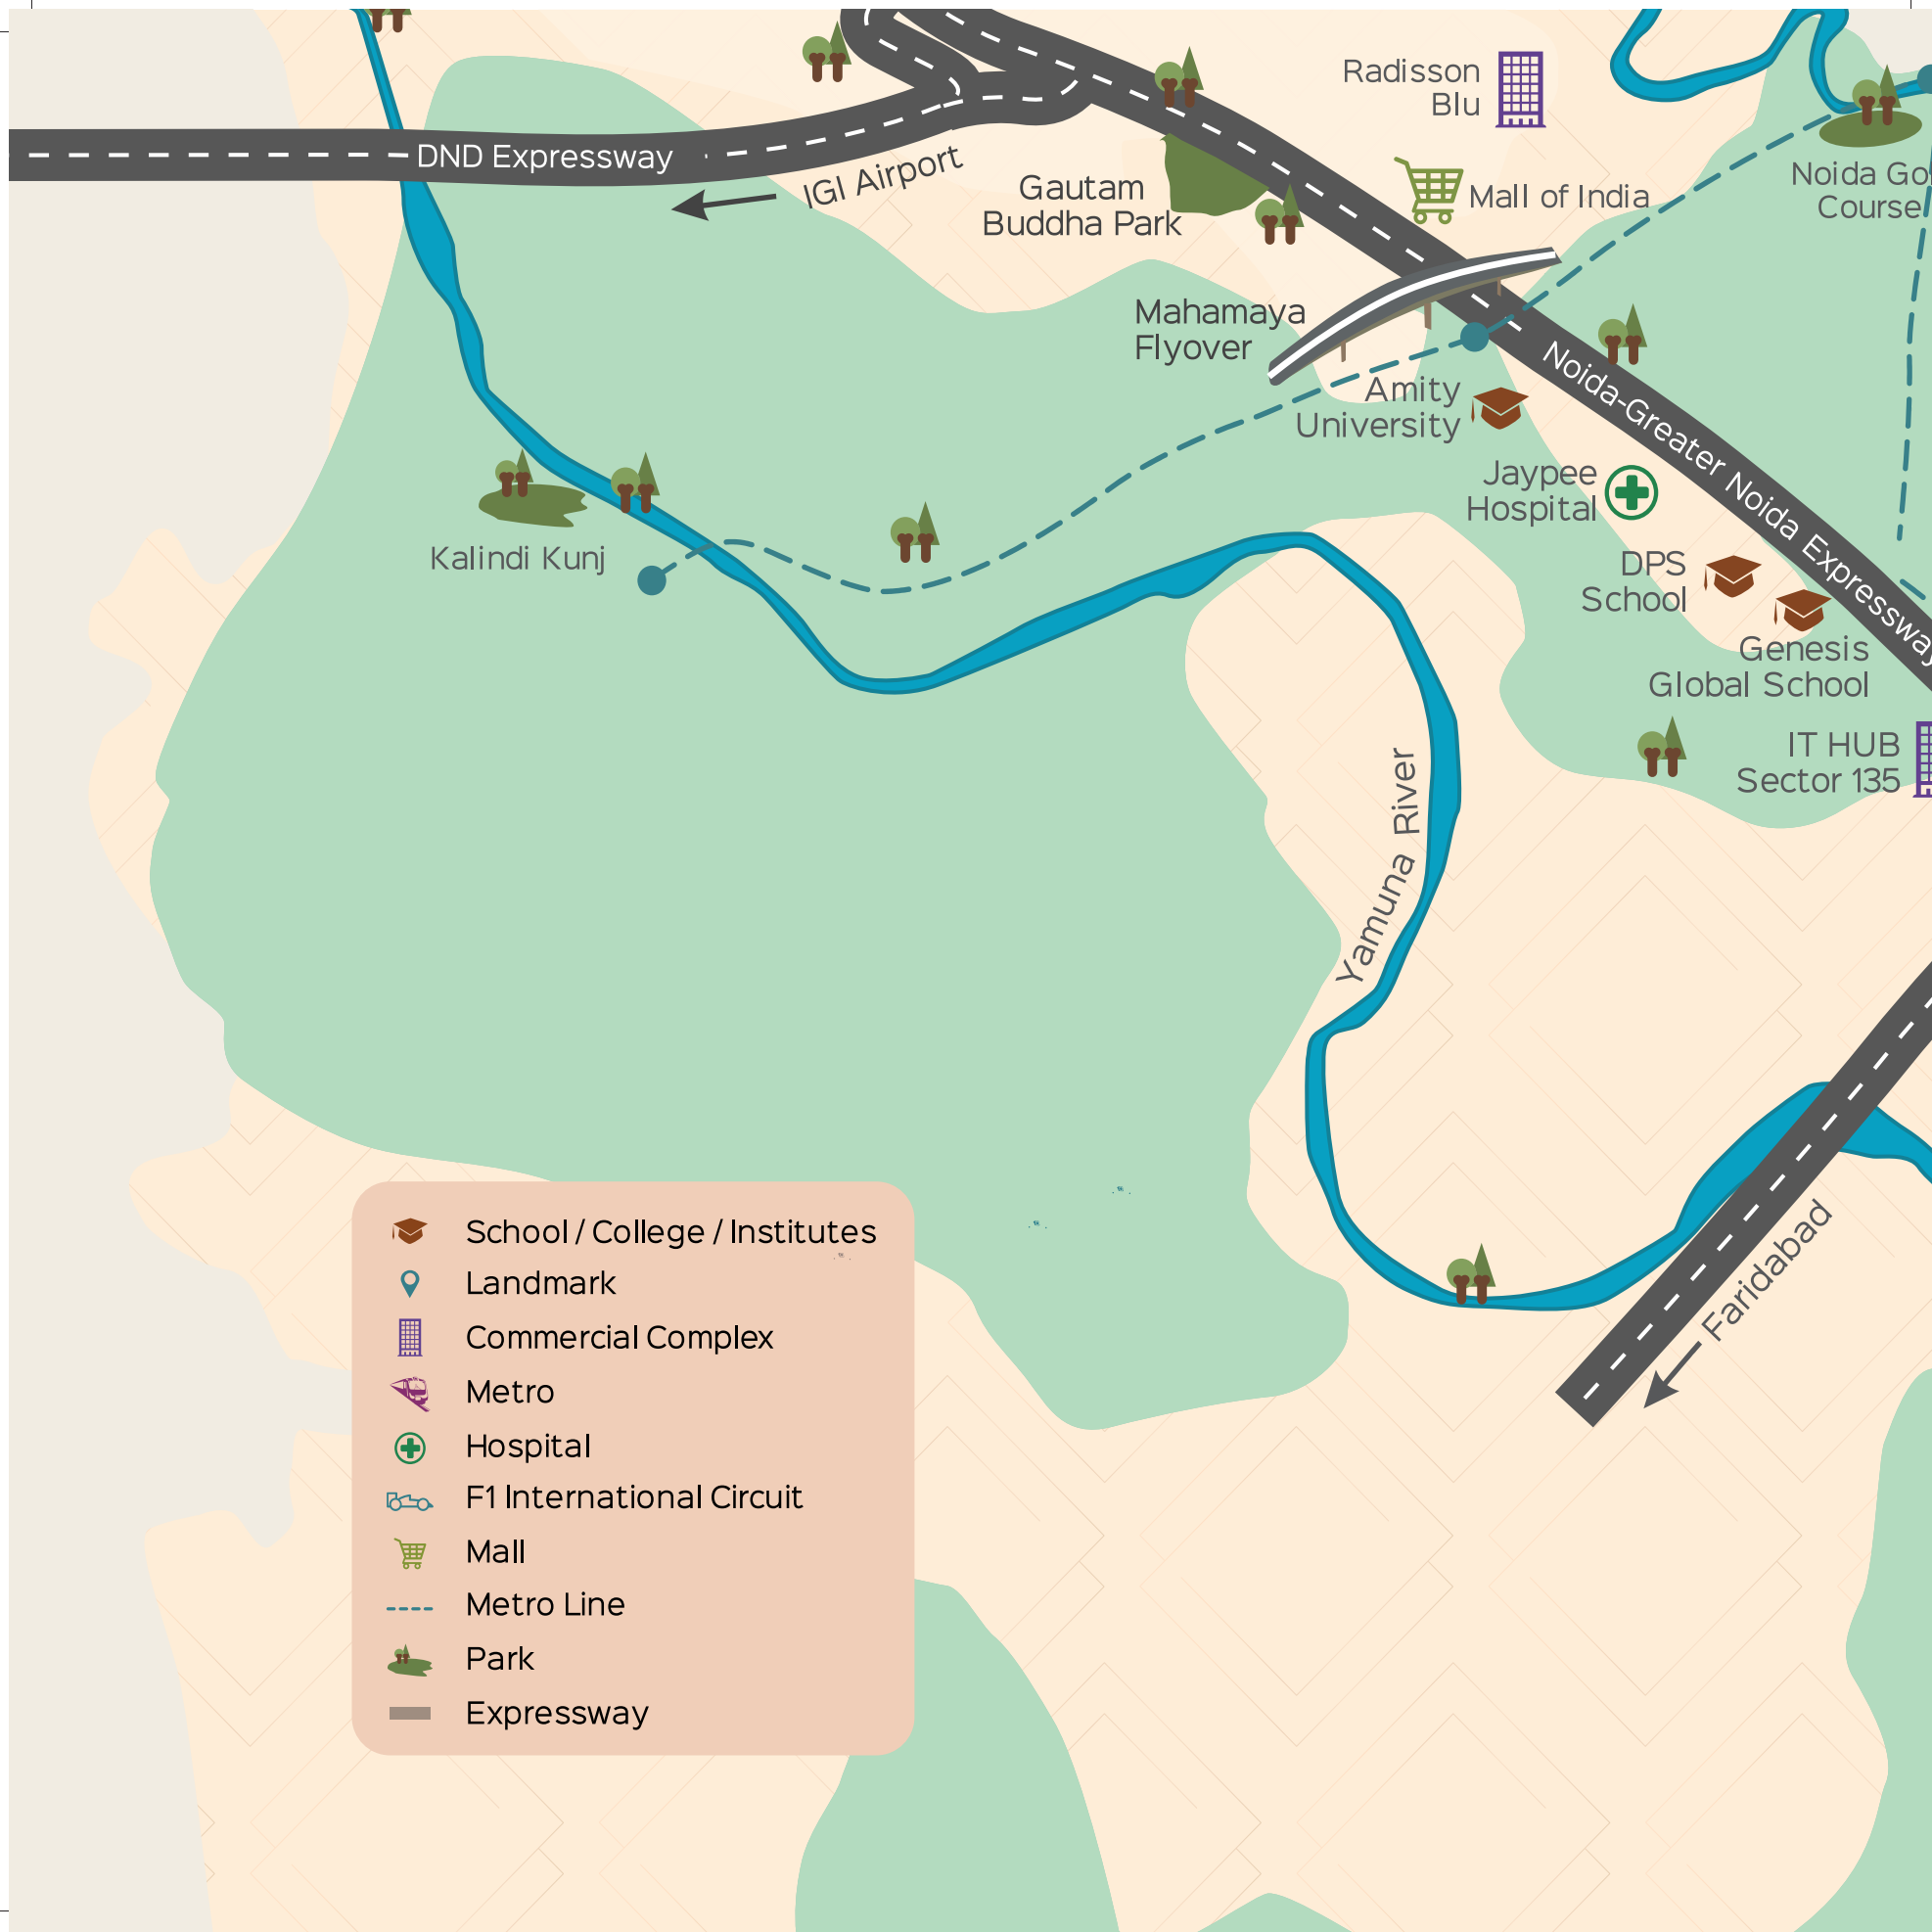 Radisson
Blu
DND Expressway
IGI Airport
Gautam
Buddha Park
Mall of India
Noida Go
Course
Mahamaya
Flyover
Noida-Greater Noida Expressway
Amity
University
Jaypee
Hospital
Kalindi Kunj
DPS
School
Genesis
Global School
IT HUB
Sector 135
Yamuna River
Faridabad
School / College / Institutes
Landmark
Commercial Complex
Metro
Hospital
F1 International Circuit
Mall
Metro Line
Park
Expressway